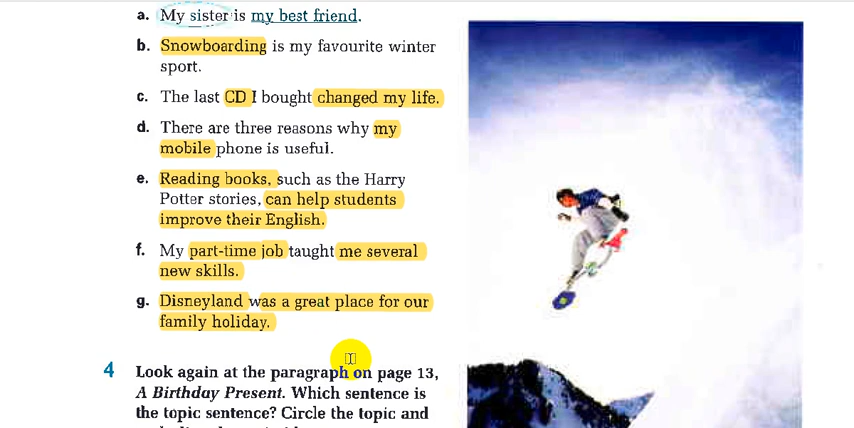 a. My sister is my best friend.
b. Snowboarding is my favourite winter
sport.
c. The last CD I bought changed my life.
d. There are three reasons why my
mobile phone is useful.
e. Reading books, such as the Harry
Potter stories, can help students
improve their English.
f. My part-time job taught me several
new skills.
g. Disneyland was a great place for our
family holiday.
4 Look again at the paragraph on page 13,
A Birthday Present. Which sentence is
the topic sentence? Circle the topic and